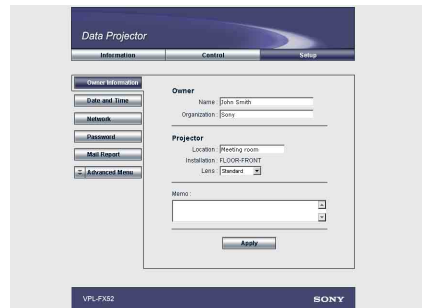 Data Projector
Information Control Setup
Owner Information
Date and Time
Network
Password
Mail Report
Advanced Menu
Owner
Name : John Smith
Organization : Sony
Projector
Location : Meeting room
Installation : FLOOR-FRONT
Lens : Standard
Memo :
Apply
VPL-FX52 SONY